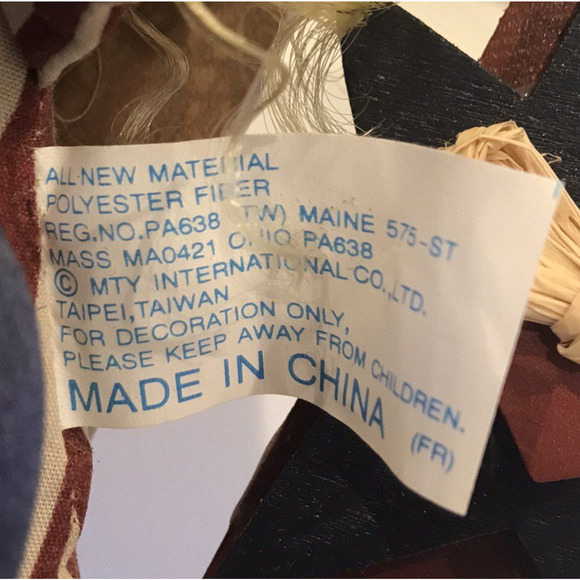 ALL NEW MATERIAL
POLYESTER FIBER
REG.NO.PA638 (TW) MAINE 575-ST
MASS MA0421 OHIO PA638
© MTY INTERNATIONAL CO.,LTD.
TAIPEI,TAIWAN
FOR DECORATION ONLY,
PLEASE KEEP AWAY FROM CHILDREN.
MADE IN CHINA (FR)